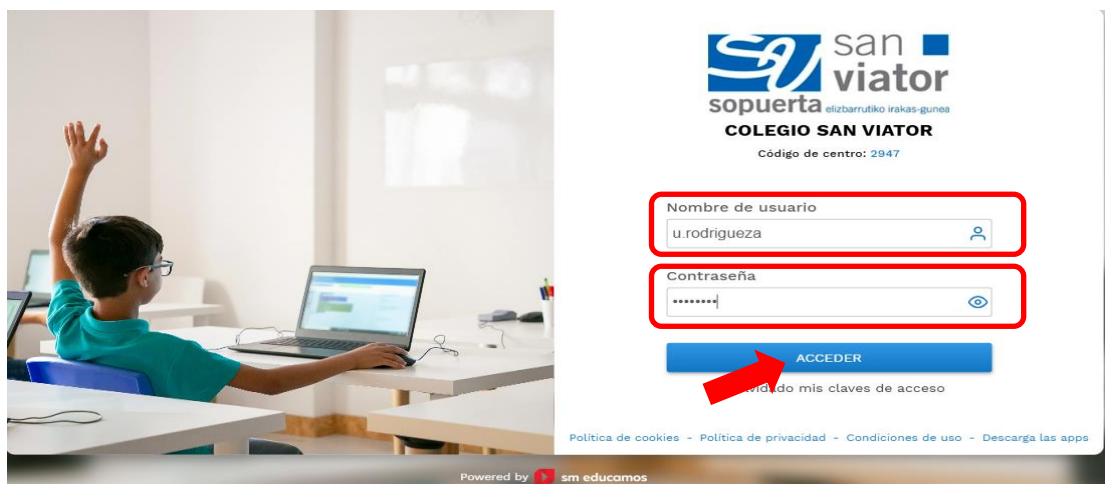 san
viator
sopuerta elizbarrutiko irakas-gunea
COLEGIO SAN VIATOR
Código de centro: 2947
Nombre de usuario
u.rodrigueza
Contraseña
••••••••
ACCEDER
mis claves de acceso
Política de cookies - Política de privacidad - Condiciones de uso - Descarga las apps
Powered by sm educamos